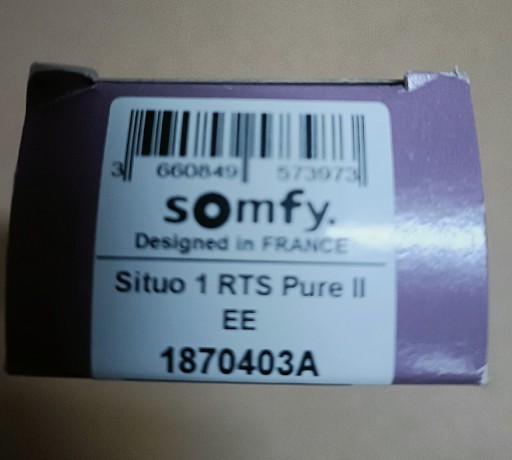 3 660849 573973
somfy.
Designed in FRANCE
Situo 1 RTS Pure II
EE
1870403A